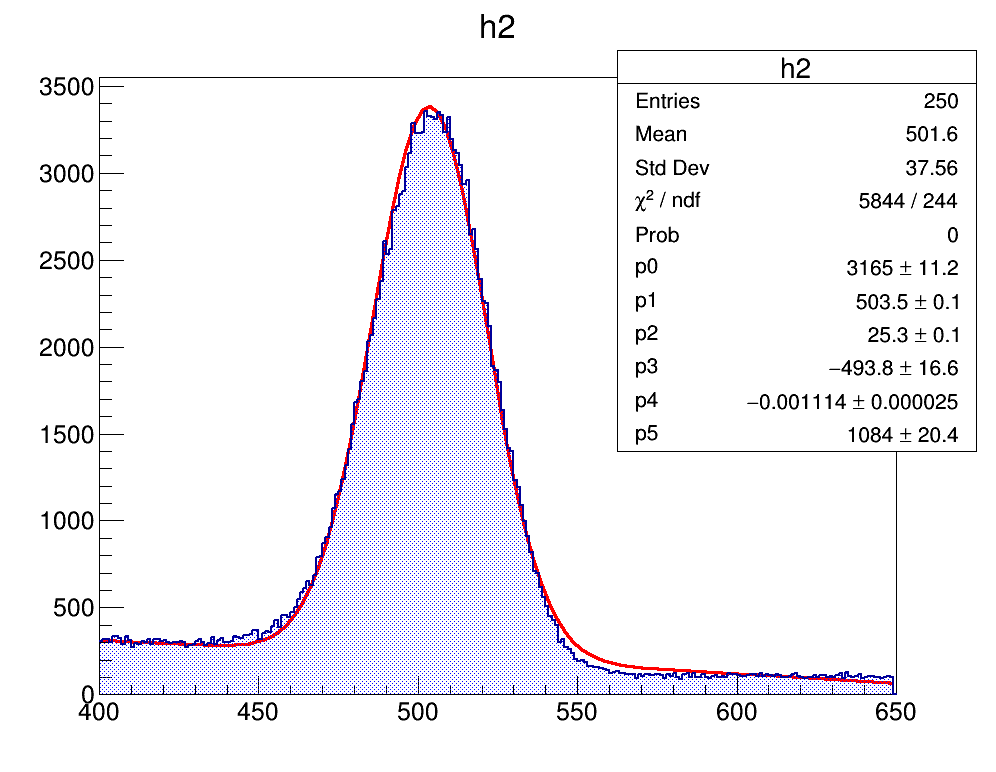 h2
h2
Entries 250
Mean 501.6
Std Dev 37.56
χ² / ndf 5844 / 244
Prob 0
p0 3165 ± 11.2
p1 503.5 ± 0.1
p2 25.3 ± 0.1
p3 −493.8 ± 16.6
p4 −0.001114 ± 0.000025
p5 1084 ± 20.4
3500
3000
2500
2000
1500
1000
500
0
400 450 500 550 600 650